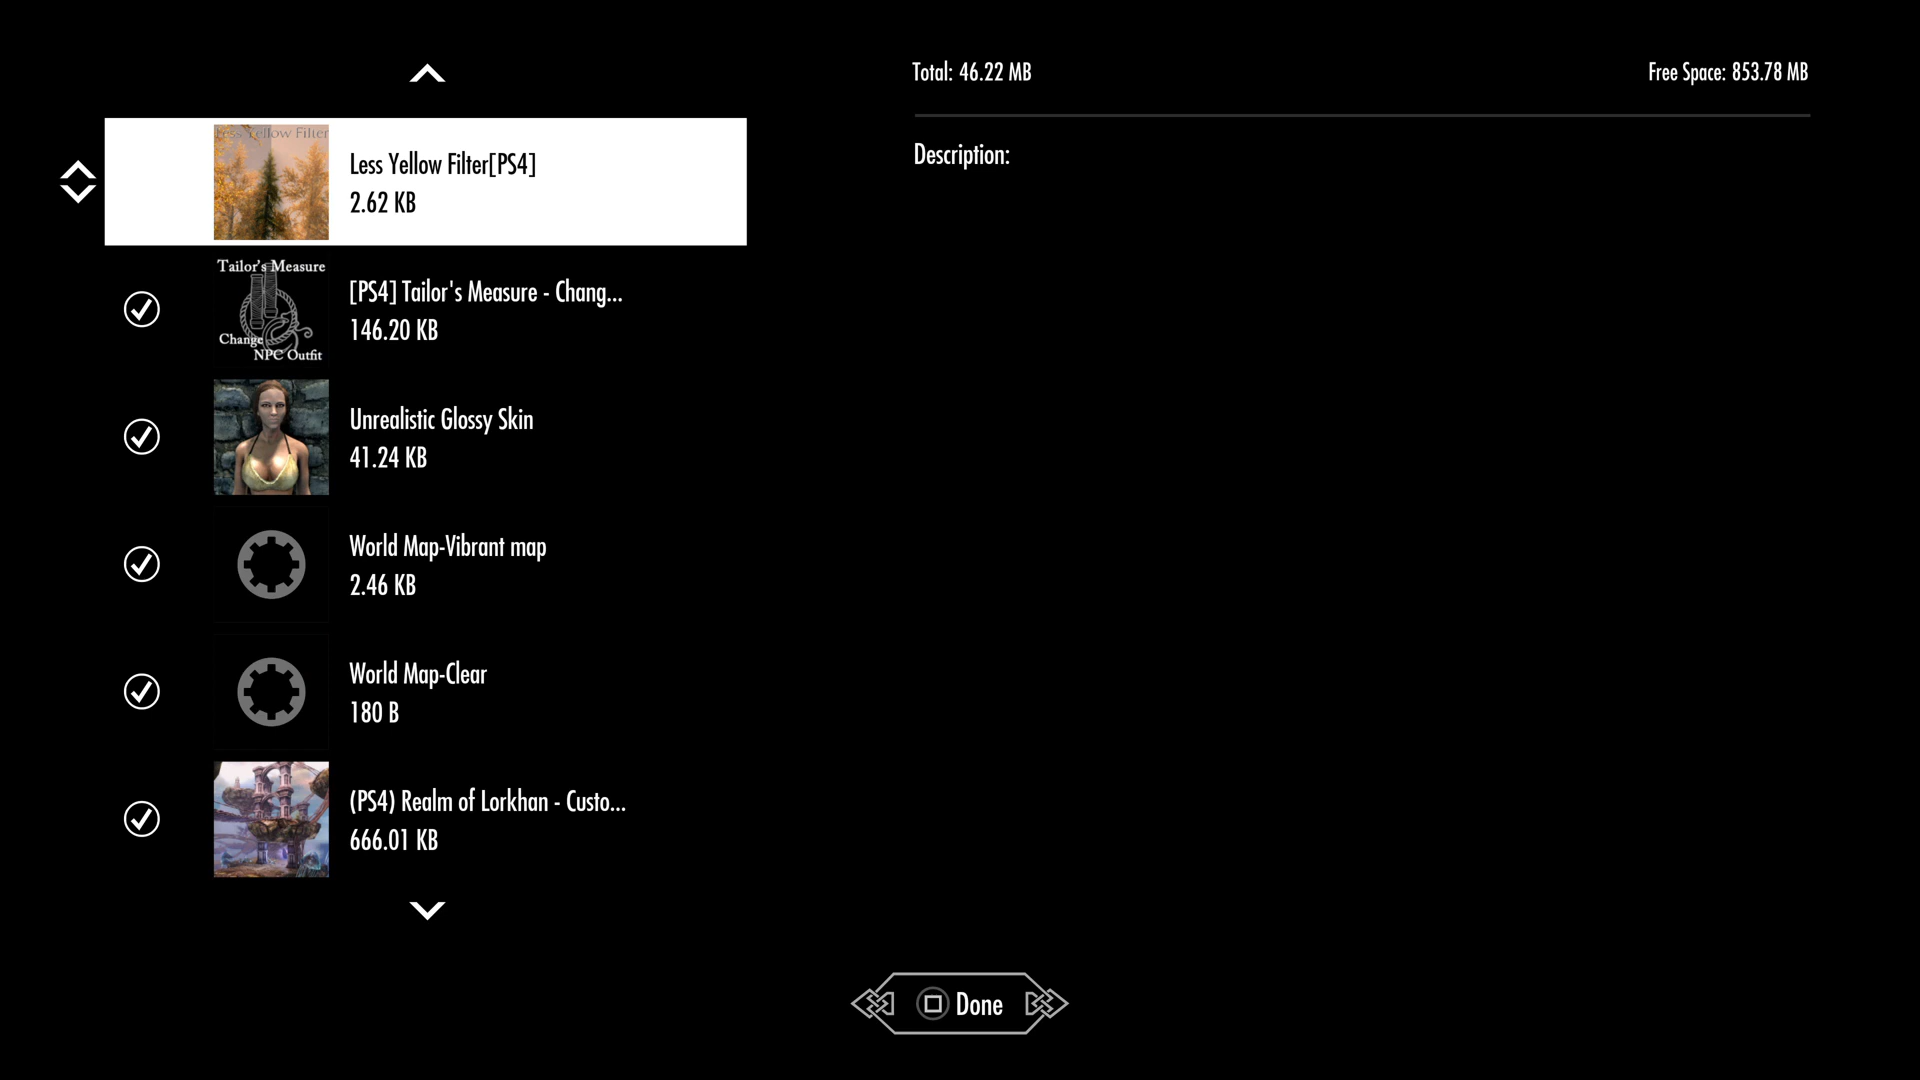 Total: 46.22 MB
Free Space: 853.78 MB
Description:
Less Yellow Filter
Less Yellow Filter[PS4]
2.62 KB
Tailor's Measure
Change
NPC Outfit
[PS4] Tailor's Measure - Chang...
146.20 KB
Unrealistic Glossy Skin
41.24 KB
World Map-Vibrant map
2.46 KB
World Map-Clear
180 B
(PS4) Realm of Lorkhan - Custo...
666.01 KB
Done